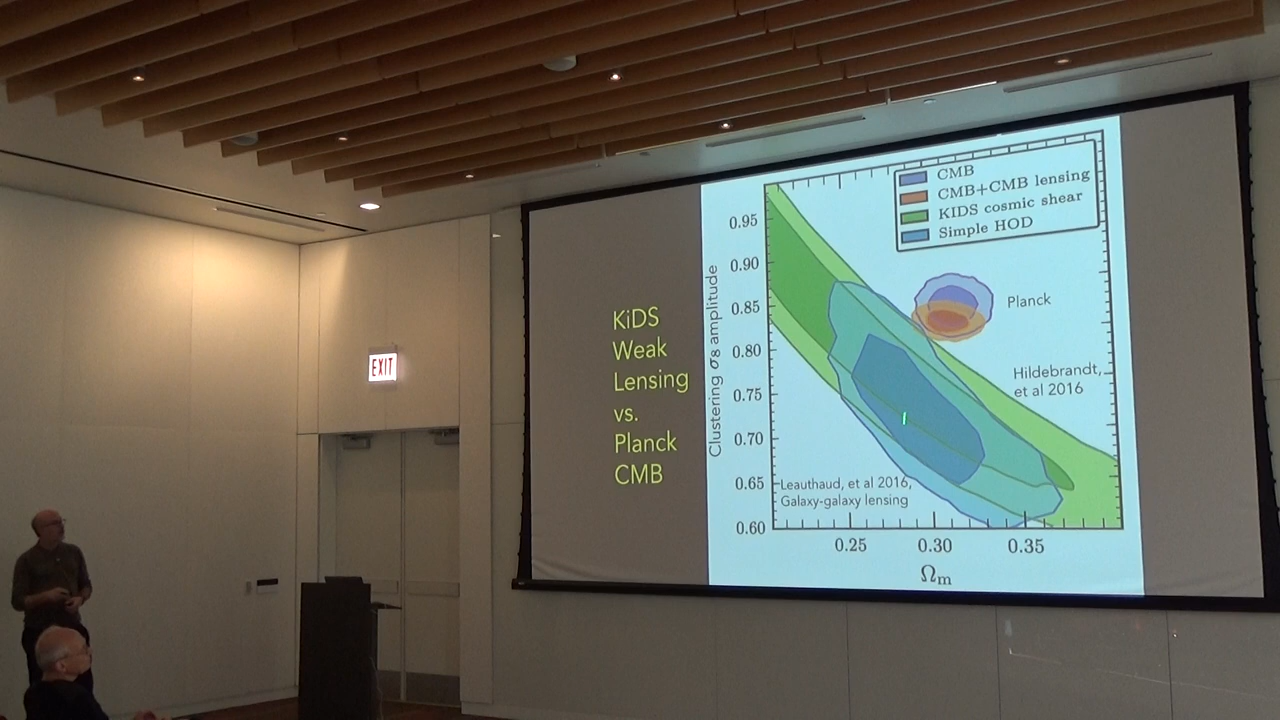 EXIT
KiDS
Weak
Lensing
vs.
Planck
CMB
CMB
CMB+CMB lensing
KIDS cosmic shear
Simple HOD
Planck
Hildebrandt,
et al 2016
Leauthaud, et al 2016,
Galaxy-galaxy lensing
Clustering σ8 amplitude
0.95
0.90
0.85
0.80
0.75
0.70
0.65
0.60
0.25 0.30 0.35
Ωm